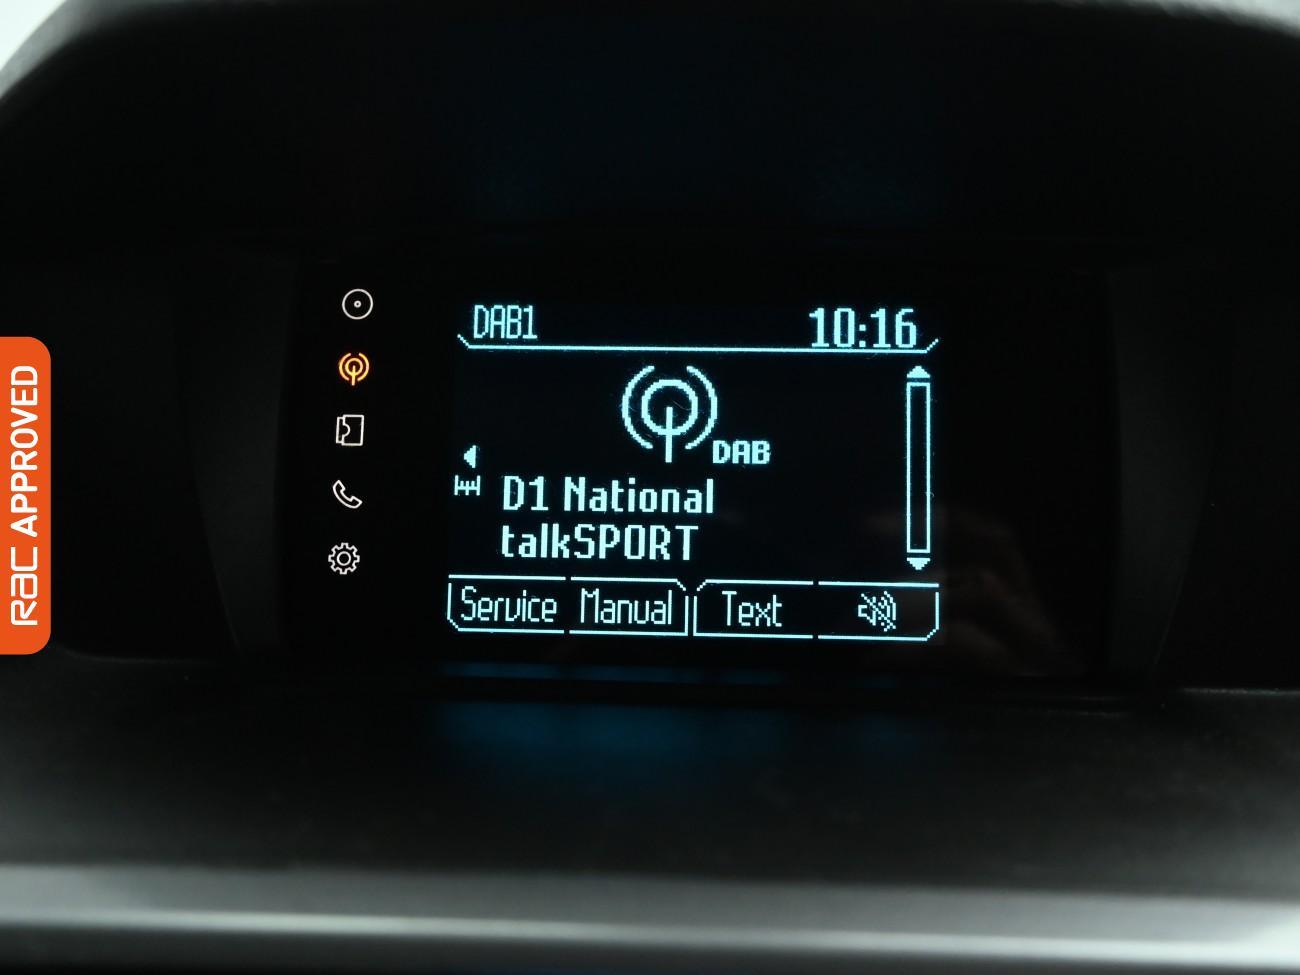 DAB1
10:16
DAB
D1 National
talkSPORT
Service
Manual
Text
RAC APPROVED